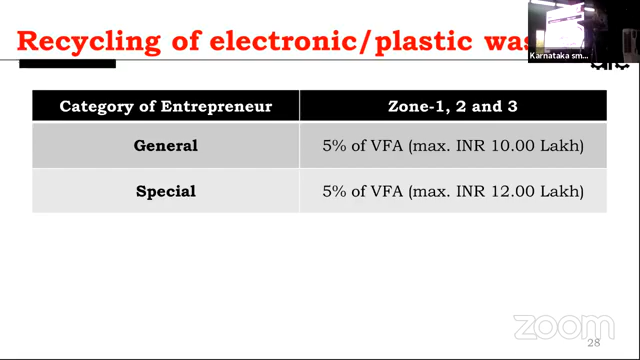 Recycling of electronic/plastic was
Karnataka sm...
Category of Entrepreneur Zone-1, 2 and 3
General 5% of VFA (max. INR 10.00 Lakh)
Special 5% of VFA (max. INR 12.00 Lakh)
zoom
28